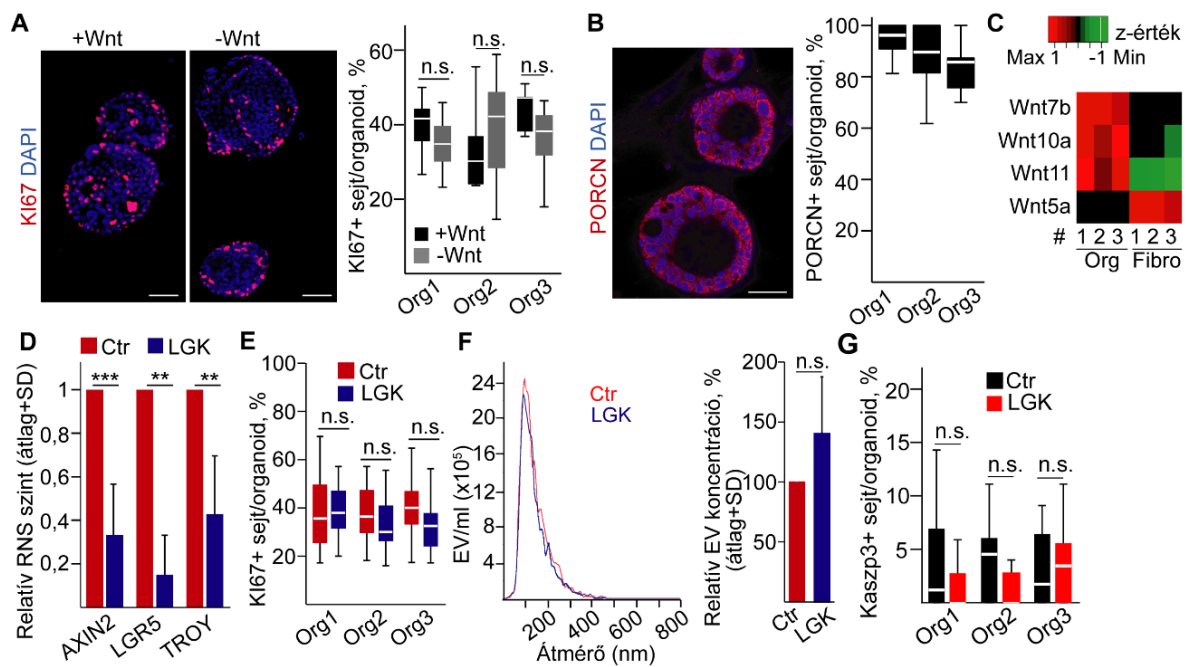 A
+Wnt
-Wnt
KI67 DAPI
KI67+ sejt/organoid, %
60
40
20
n.s.
n.s.
n.s.
+Wnt
-Wnt
Org1
Org2
Org3
B
PORCN DAPI
PORCN+ sejt/organoid, %
100
80
60
40
20
0
Org1
Org2
Org3
C
z-érték
Max 1
-1 Min
Wnt7b
Wnt10a
Wnt11
Wnt5a
# 1 2 3 1 2 3
Org Fibro
D
Ctr LGK
Relatív RNS szint (átlag+SD)
*** ** **
1
0,8
0,6
0,4
0,2
AXIN2
LGR5
TROY
E
KI67+ sejt/organoid, %
100
80
60
40
20
Ctr
LGK
n.s.
n.s.
n.s.
Org1
Org2
Org3
F
EV/ml (x10⁵)
24
20
16
12
8
4
0
Ctr
LGK
200 400 600 800
Átmérő (nm)
Relatív EV koncentráció, %
(átlag+SD)
200
150
100
50
n.s.
Ctr
LGK
G
Kaszp3+ sejt/organoid, %
20
15
10
5
Ctr
LGK
n.s.
n.s.
n.s.
Org1
Org2
Org3